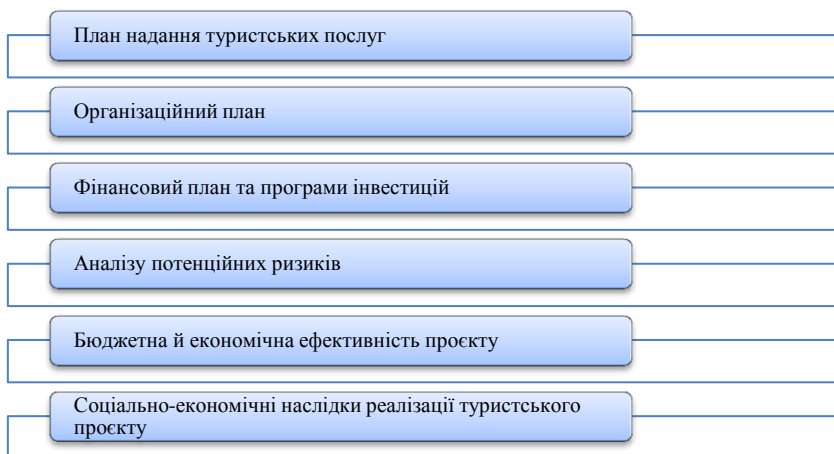 План надання туристських послуг
Організаційний план
Фінансовий план та програми інвестицій
Аналізу потенційних ризиків
Бюджетна й економічна ефективність проєкту
Соціально-економічні наслідки реалізації туристського
проєкту